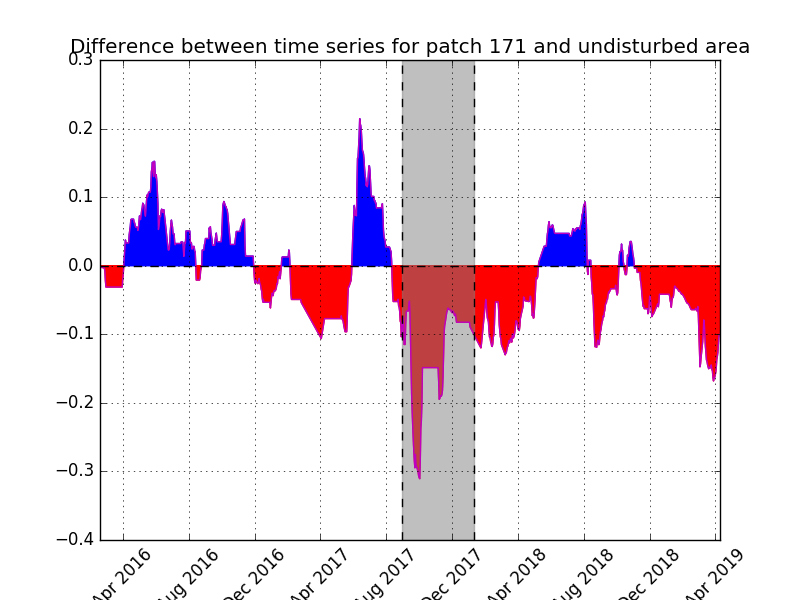 Difference between time series for patch 171 and undisturbed area
0.3
0.2
0.1
0.0
−0.1
−0.2
−0.3
−0.4
Apr 2016
Aug 2016
Dec 2016
Apr 2017
Aug 2017
Dec 2017
Apr 2018
Aug 2018
Dec 2018
Apr 2019